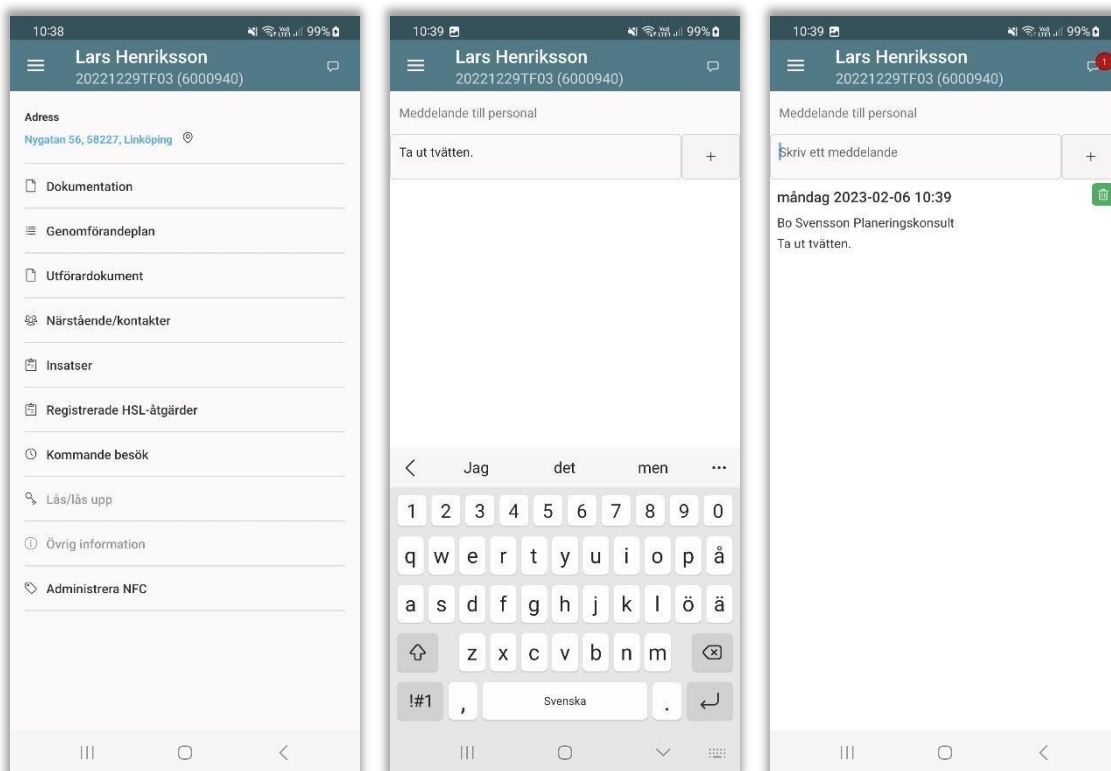 10:38
99%
Lars Henriksson
20221229TF03 (6000940)
Adress
Nygatan 56, 58227, Linköping
Dokumentation
Genomförandeplan
Utförardokument
Närstående/kontakter
Insatser
Registrerade HSL-åtgärder
Kommande besök
Lås/lås upp
Övrig information
Administrera NFC
10:39
99%
Lars Henriksson
20221229TF03 (6000940)
Meddelande till personal
Ta ut tvätten.
+
Jag det men
1 2 3 4 5 6 7 8 9 0
q w e r t y u i o p å
a s d f g h j k l ö ä
z x c v b n m
!#1 , Svenska .
10:39
99%
Lars Henriksson
20221229TF03 (6000940)
1
Meddelande till personal
Skriv ett meddelande
+
måndag 2023-02-06 10:39
Bo Svensson Planeringskonsult
Ta ut tvätten.